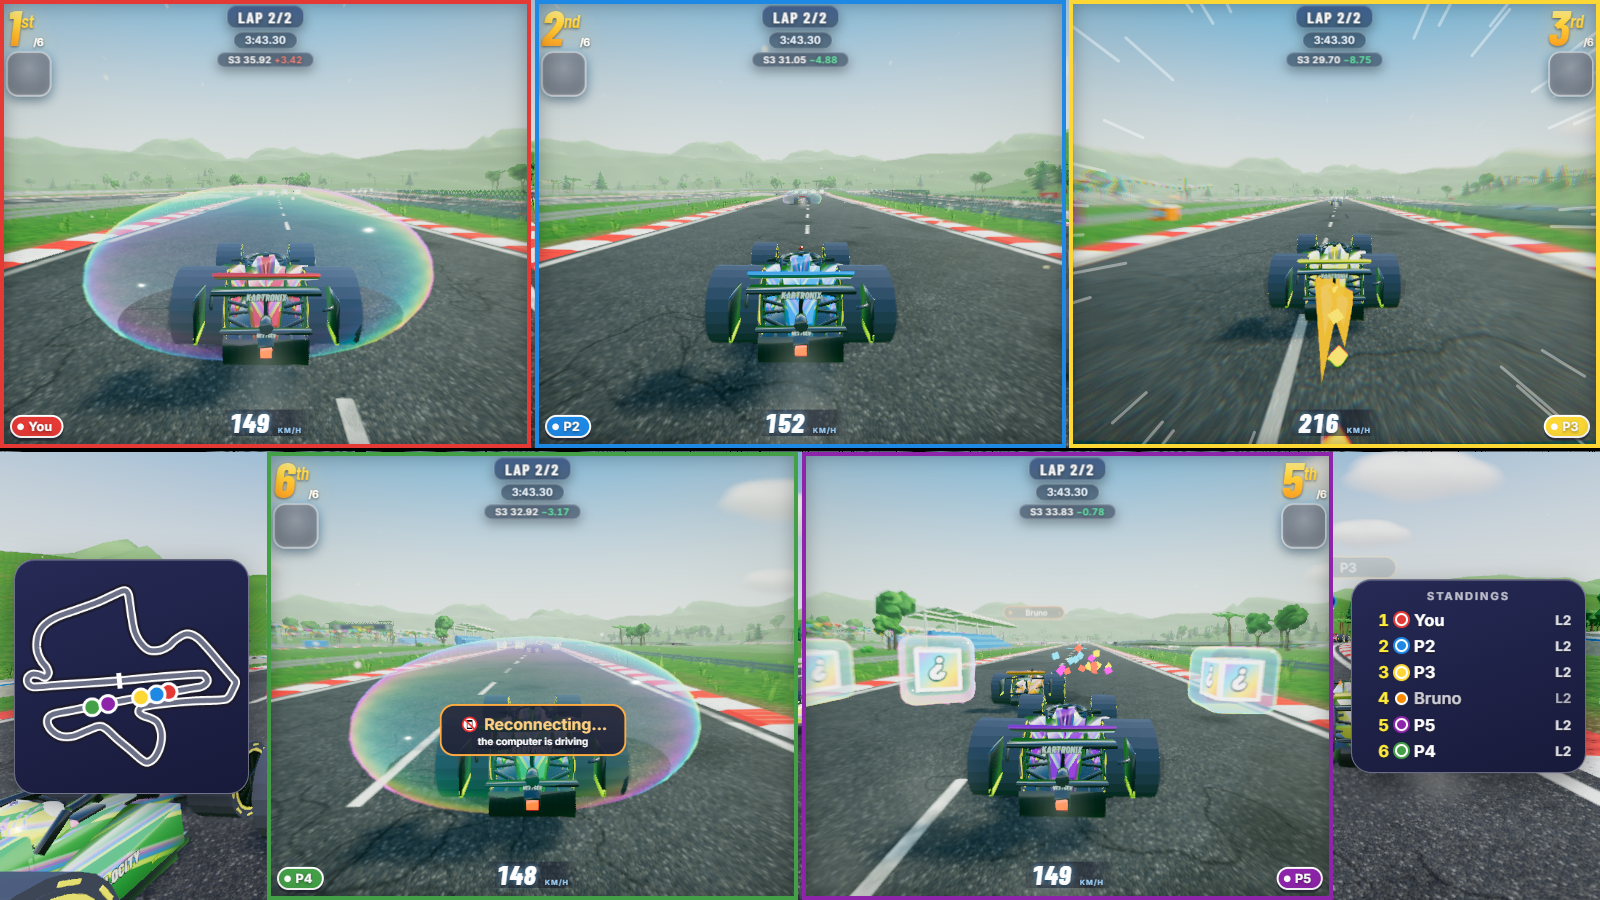 1st /6
LAP 2/2
3:43.30
S3 35.92 +3.42
KARTRONIX
You
149 KM/H
2nd /6
LAP 2/2
3:43.30
S3 31.05 −4.88
KARTRONIX
P2
152 KM/H
3rd /6
LAP 2/2
3:43.30
S3 29.70 −8.75
216 KM/H
P3
6th /6
LAP 2/2
3:43.30
S3 32.92 −3.17
Reconnecting...
the computer is driving
P4
148 KM/H
5th /6
LAP 2/2
3:43.30
S3 33.83 −0.78
Bruno
KARTRONIX
149 KM/H
P5
P3
STANDINGS
1 You L2
2 P2 L2
3 P3 L2
4 Bruno L2
5 P5 L2
6 P4 L2